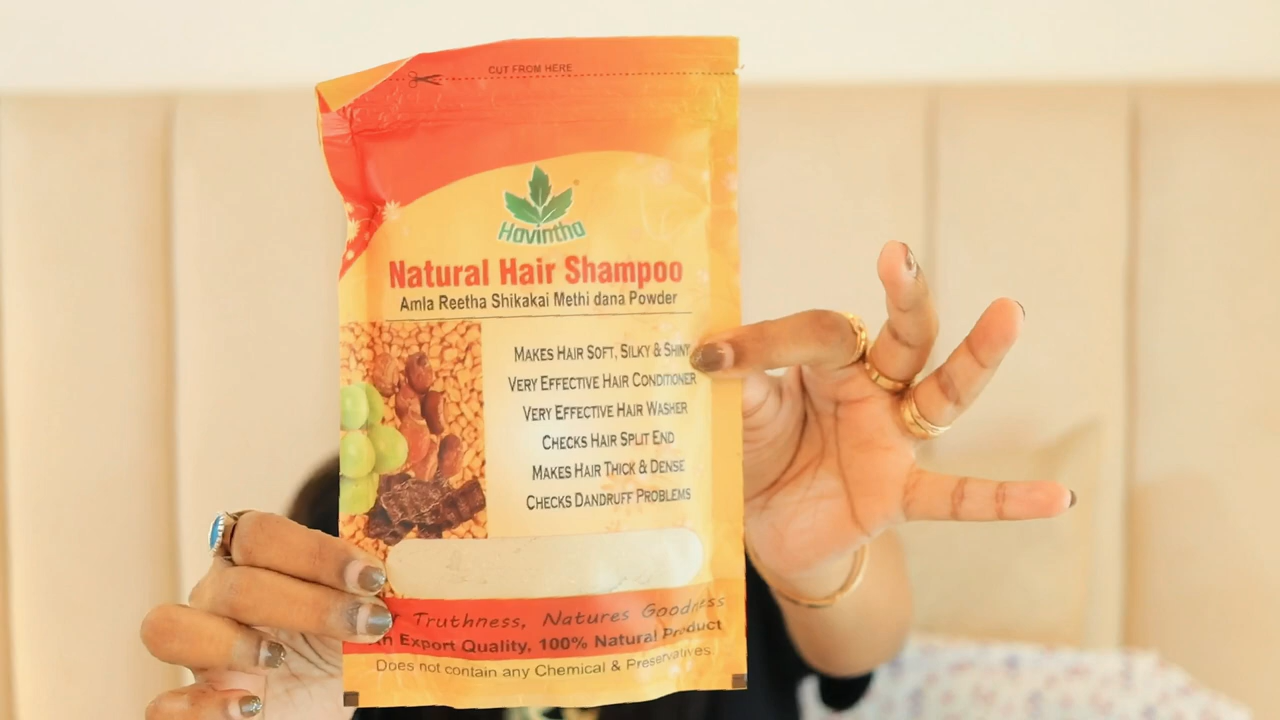 CUT FROM HERE
Havintha
Natural Hair Shampoo
Amla Reetha Shikakai Methi dana Powder
MAKES HAIR SOFT, SILKY & SHINY
VERY EFFECTIVE HAIR CONDITIONER
VERY EFFECTIVE HAIR WASHER
CHECKS HAIR SPLIT END
MAKES HAIR THICK & DENSE
CHECKS DANDRUFF PROBLEMS
Truthness, Natures Goodness
An Export Quality, 100% Natural Product
Does not contain any Chemical & Preservatives